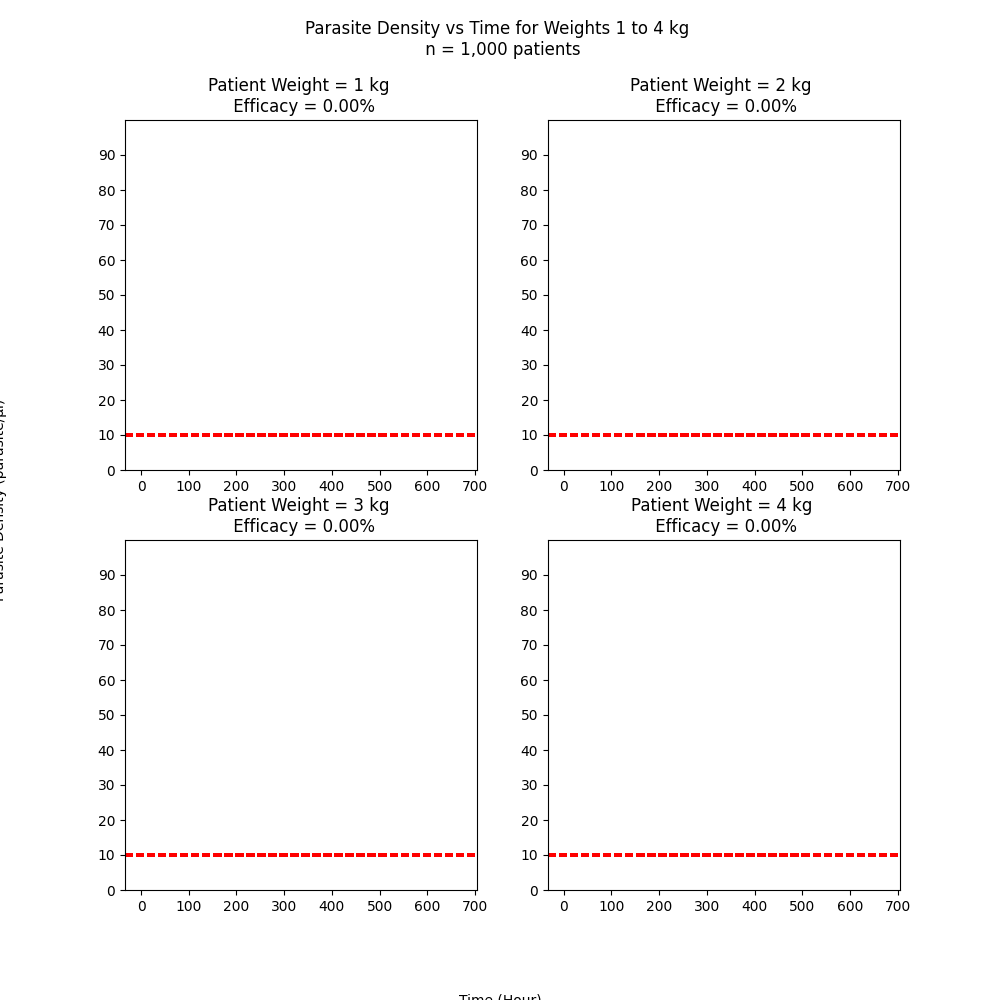 Parasite Density vs Time for Weights 1 to 4 kg
n = 1,000 patients
Patient Weight = 1 kg
Efficacy = 0.00%
90
80
70
60
50
40
30
20
10
0
0 100 200 300 400 500 600 700
Patient Weight = 2 kg
Efficacy = 0.00%
90
80
70
60
50
40
30
20
10
0
0 100 200 300 400 500 600 700
Patient Weight = 3 kg
Efficacy = 0.00%
90
80
70
60
50
40
30
20
10
0
0 100 200 300 400 500 600 700
Patient Weight = 4 kg
Efficacy = 0.00%
90
80
70
60
50
40
30
20
10
0
0 100 200 300 400 500 600 700
Parasite Density (parasite/μl)
Time (Hour)